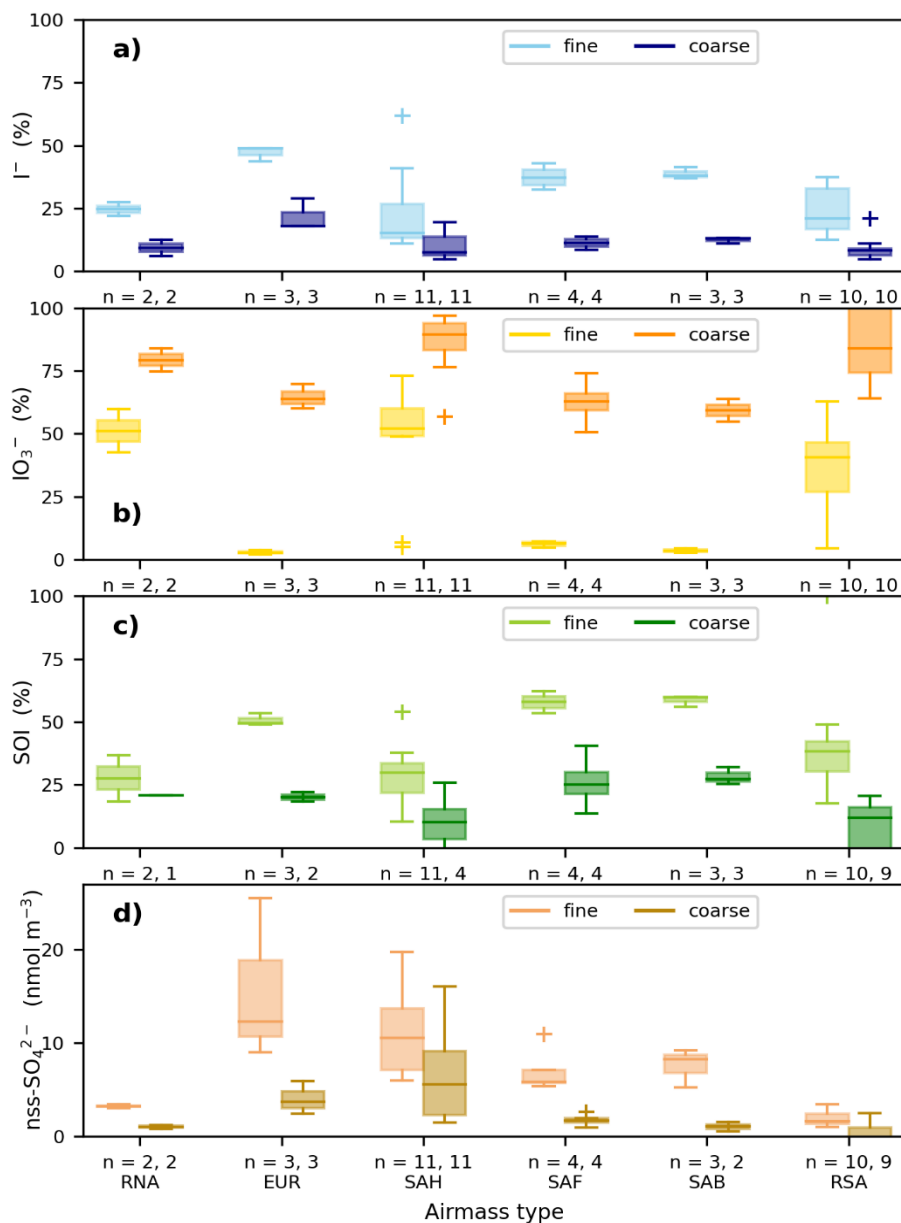 100
a)
fine
coarse
75
50
25
0
I⁻ (%)
n = 2, 2 n = 3, 3 n = 11, 11 n = 4, 4 n = 3, 3 n = 10, 10
100
fine
coarse
75
50
25
b)
0
IO₃⁻ (%)
n = 2, 2 n = 3, 3 n = 11, 11 n = 4, 4 n = 3, 3 n = 10, 10
100
c)
fine
coarse
75
50
25
0
SOI (%)
n = 2, 1 n = 3, 2 n = 11, 4 n = 4, 4 n = 3, 3 n = 10, 9
d)
fine
coarse
20
10
0
nss-SO₄²⁻ (nmol m⁻³)
n = 2, 2 n = 3, 3 n = 11, 11 n = 4, 4 n = 3, 2 n = 10, 9
RNA EUR SAH SAF SAB RSA
Airmass type